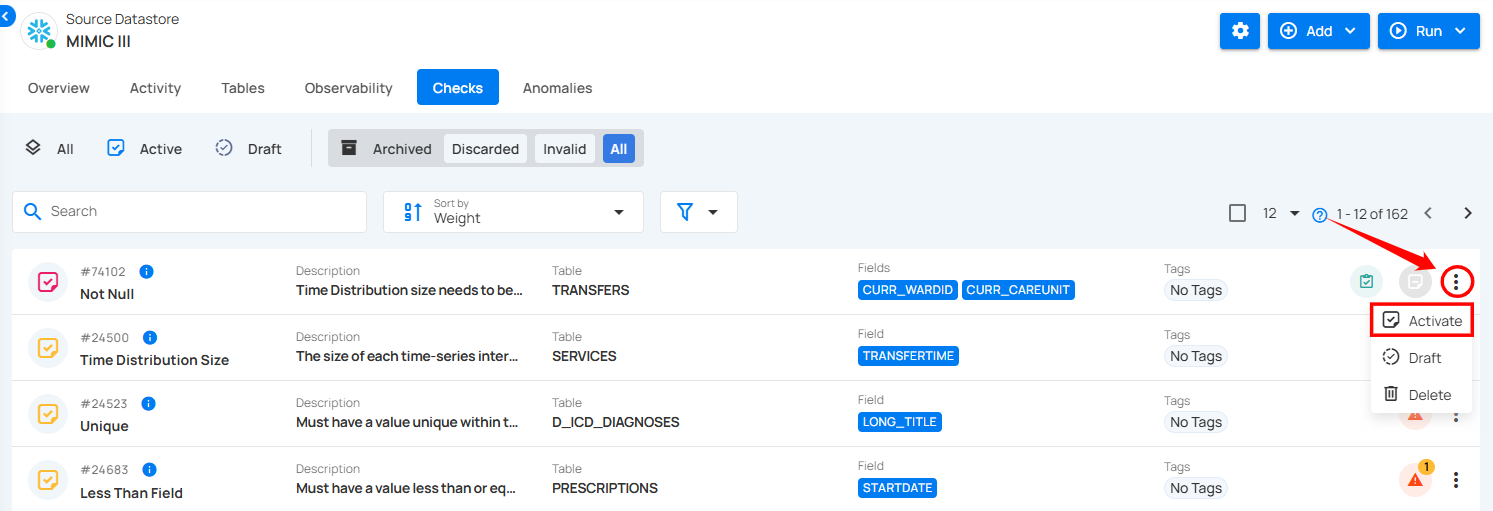 Source Datastore
MIMIC III
Add
Run
Overview Activity Tables Observability Checks Anomalies
All Active Draft Archived Discarded Invalid All
Search
Sort by
Weight
12
1 - 12 of 162
#74102
Not Null
Description
Time Distribution size needs to be...
Table
TRANSFERS
Fields
CURR_WARDID CURR_CAREUNIT
Tags
No Tags
Activate
Draft
Delete
#24500
Time Distribution Size
Description
The size of each time-series inter...
Table
SERVICES
Field
TRANSFERTIME
Tags
No Tags
#24523
Unique
Description
Must have a value unique within t...
Table
D_ICD_DIAGNOSES
Field
LONG_TITLE
Tags
No Tags
#24683
Less Than Field
Description
Must have a value less than or eq...
Table
PRESCRIPTIONS
Field
STARTDATE
Tags
No Tags
1